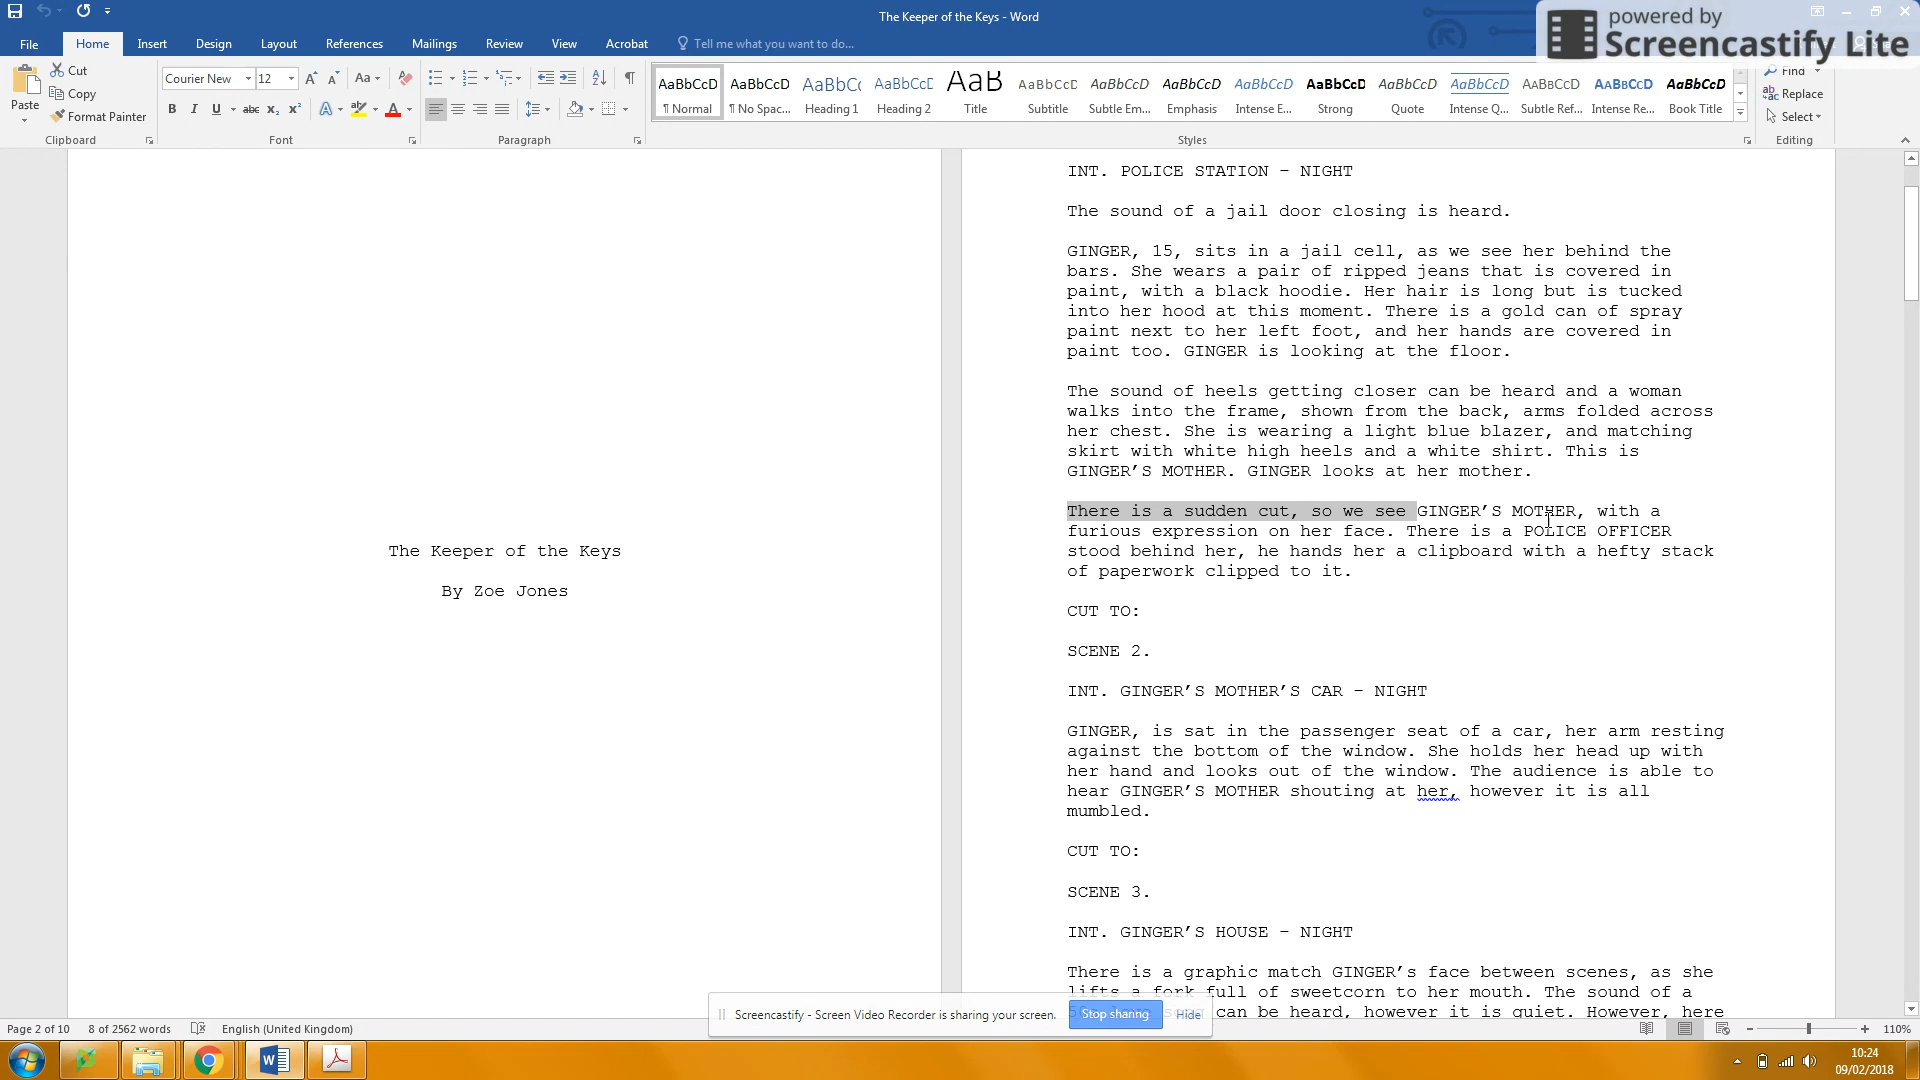 The Keeper of the Keys - Word
powered by
Screencastify Lite
File
Home
Insert
Design
Layout
References
Mailings
Review
View
Acrobat
Tell me what you want to do...
Paste
Cut
Copy
Format Painter
Clipboard
Courier New
12
Font
Paragraph
AaBbCcD
¶ Normal
AaBbCcD
¶ No Spac...
AaBbCc
Heading 1
AaBbCcD
Heading 2
AaB
Title
AaBbCcD
Subtitle
AaBbCcD
Subtle Em...
AaBbCcD
Emphasis
AaBbCcD
Intense E...
AaBbCcD
Strong
AaBbCcD
Quote
AaBbCcD
Intense Q...
AaBbCcD
Subtle Ref...
AaBbCcD
Intense Re...
AaBbCcD
Book Title
Styles
Find
Replace
Select
Editing
The Keeper of the Keys
By Zoe Jones
INT. POLICE STATION – NIGHT
The sound of a jail door closing is heard.
GINGER, 15, sits in a jail cell, as we see her behind the
bars. She wears a pair of ripped jeans that is covered in
paint, with a black hoodie. Her hair is long but is tucked
into her hood at this moment. There is a gold can of spray
paint next to her left foot, and her hands are covered in
paint too. GINGER is looking at the floor.
The sound of heels getting closer can be heard and a woman
walks into the frame, shown from the back, arms folded across
her chest. She is wearing a light blue blazer, and matching
skirt with white high heels and a white shirt. This is
GINGER’S MOTHER. GINGER looks at her mother.
There is a sudden cut, so we see GINGER’S MOTHER, with a
furious expression on her face. There is a POLICE OFFICER
stood behind her, he hands her a clipboard with a hefty stack
of paperwork clipped to it.
CUT TO:
SCENE 2.
INT. GINGER’S MOTHER’S CAR – NIGHT
GINGER, is sat in the passenger seat of a car, her arm resting
against the bottom of the window. She holds her head up with
her hand and looks out of the window. The audience is able to
hear GINGER’S MOTHER shouting at her, however it is all
mumbled.
CUT TO:
SCENE 3.
INT. GINGER’S HOUSE – NIGHT
There is a graphic match GINGER’s face between scenes, as she
lifts a fork full of sweetcorn to her mouth. The sound of a
can be heard, however it is quiet. However, here
Screencastify - Screen Video Recorder is sharing your screen.
Stop sharing
Hide
Page 2 of 10
8 of 2562 words
English (United Kingdom)
110%
10:24
09/02/2018